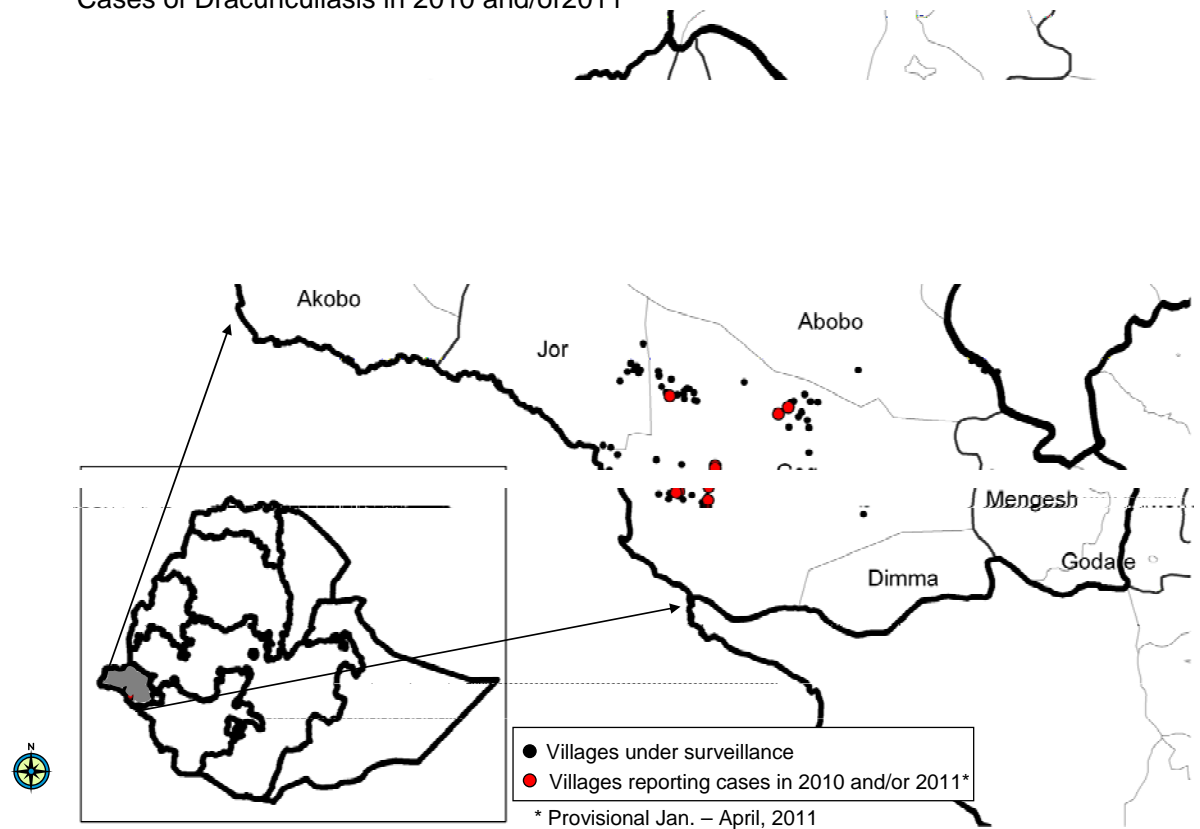 Cases of Dracunculiasis in 2010 and/or2011
Akobo
Abobo
Jor
Mengesh
Godare
Dimma
N
Villages under surveillance
Villages reporting cases in 2010 and/or 2011*
* Provisional Jan. – April, 2011